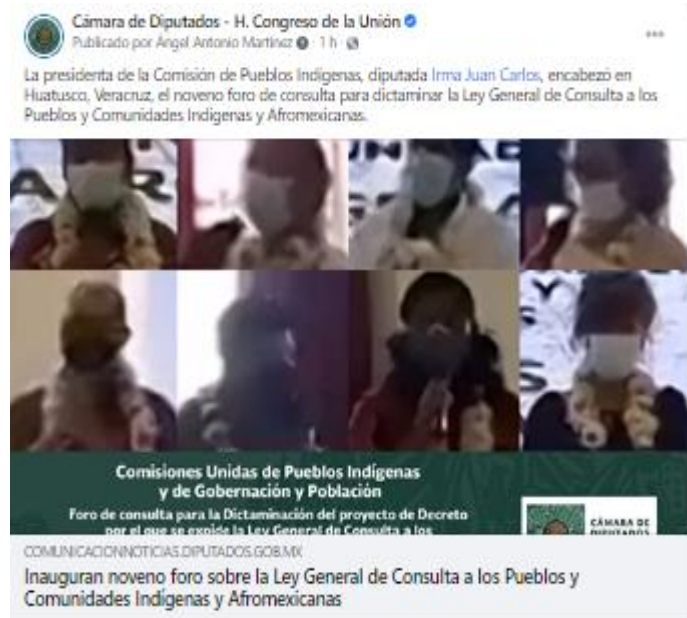 Cámara de Diputados - H. Congreso de la Unión
Publicado por Ángel Antonio Martínez · 1 h ·
La presidenta de la Comisión de Pueblos Indígenas, diputada Irma Juan Carlos, encabezó en
Huatusco, Veracruz, el noveno foro de consulta para dictaminar la Ley General de Consulta a los
Pueblos y Comunidades Indígenas y Afromexicanas.
Comisiones Unidas de Pueblos Indígenas
y de Gobernación y Población
Foro de consulta para la Dictaminación del proyecto de Decreto
por el que se expide la Ley General de Consulta a los
CÁMARA DE
DIPUTADOS
COMUNICACIONNOTICIAS.DIPUTADOS.GOB.MX
Inauguran noveno foro sobre la Ley General de Consulta a los Pueblos y
Comunidades Indígenas y Afromexicanas